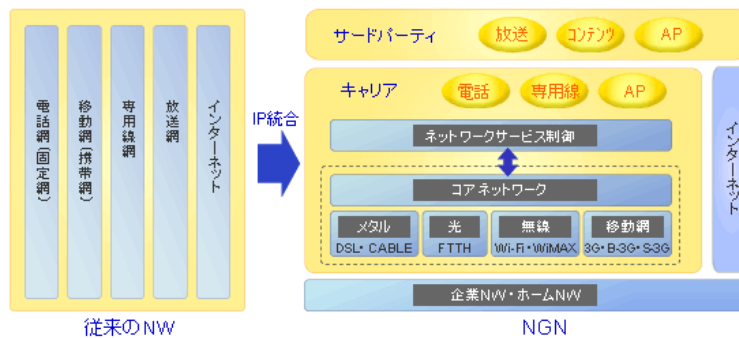 電話網(固定網)
移動網(携帯網)
専用線網
放送網
インターネット
従来のNW
IP統合
サードパーティ
放送
コンテンツ
AP
キャリア
電話
専用線
AP
ネットワークサービス制御
コアネットワーク
メタル
DSL・CABLE
光
FTTH
無線
Wi-Fi・WiMAX
移動網
3G・B-3G・S-3G
インターネット
企業NW・ホームNW
NGN